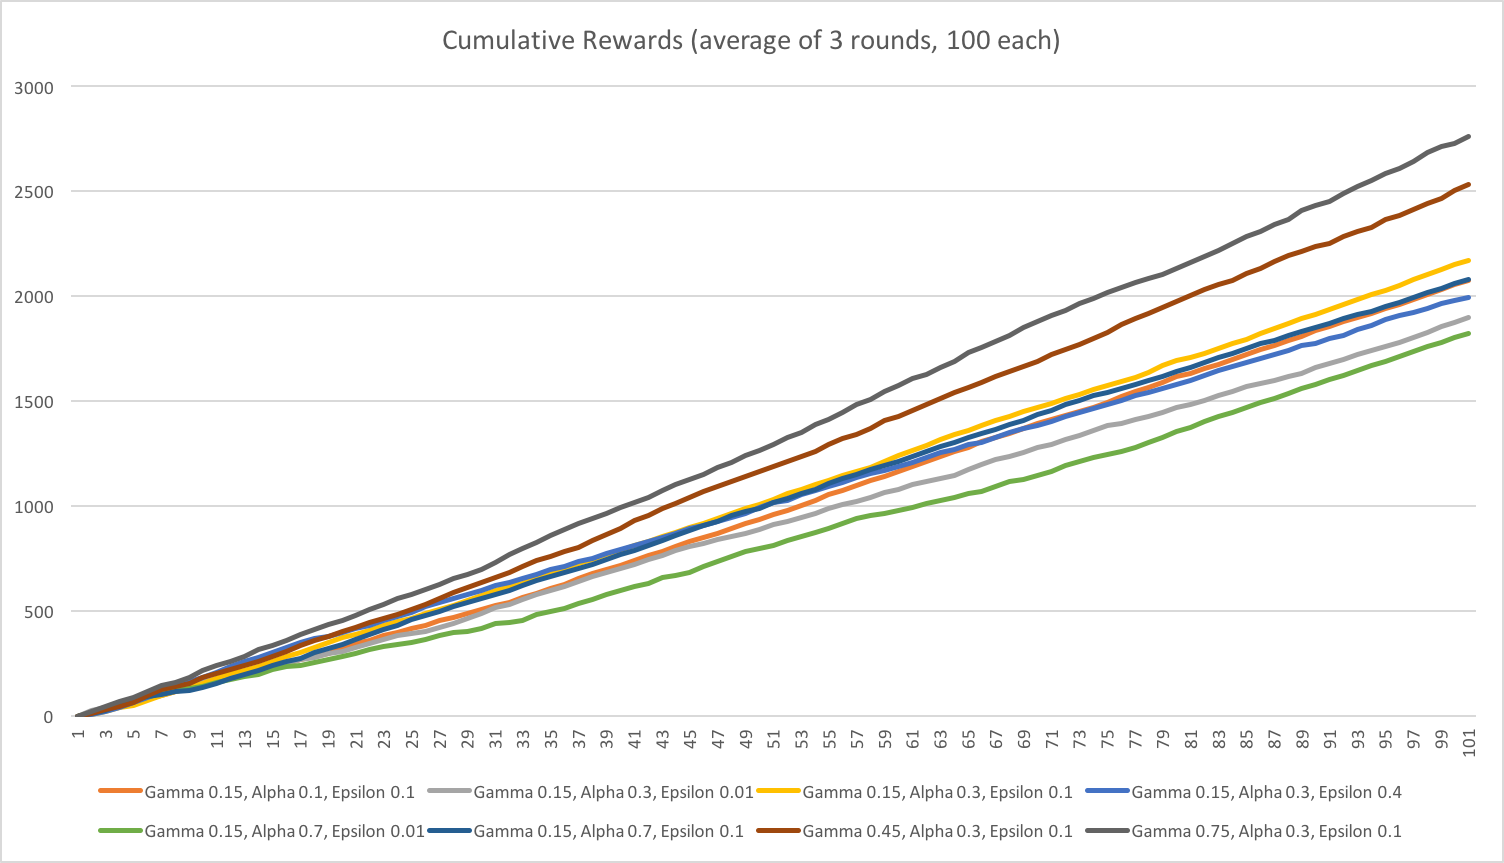 Cumulative Rewards (average of 3 rounds, 100 each)
3000
2500
2000
1500
1000
500
0
1 3 5 7 9 11 13 15 17 19 21 23 25 27 29 31 33 35 37 39 41 43 45 47 49 51 53 55 57 59 61 63 65 67 69 71 73 75 77 79 81 83 85 87 89 91 93 95 97 99 101
Gamma 0.15, Alpha 0.1, Epsilon 0.1 Gamma 0.15, Alpha 0.3, Epsilon 0.01 Gamma 0.15, Alpha 0.3, Epsilon 0.1 Gamma 0.15, Alpha 0.3, Epsilon 0.4
Gamma 0.15, Alpha 0.7, Epsilon 0.01 Gamma 0.15, Alpha 0.7, Epsilon 0.1 Gamma 0.45, Alpha 0.3, Epsilon 0.1 Gamma 0.75, Alpha 0.3, Epsilon 0.1